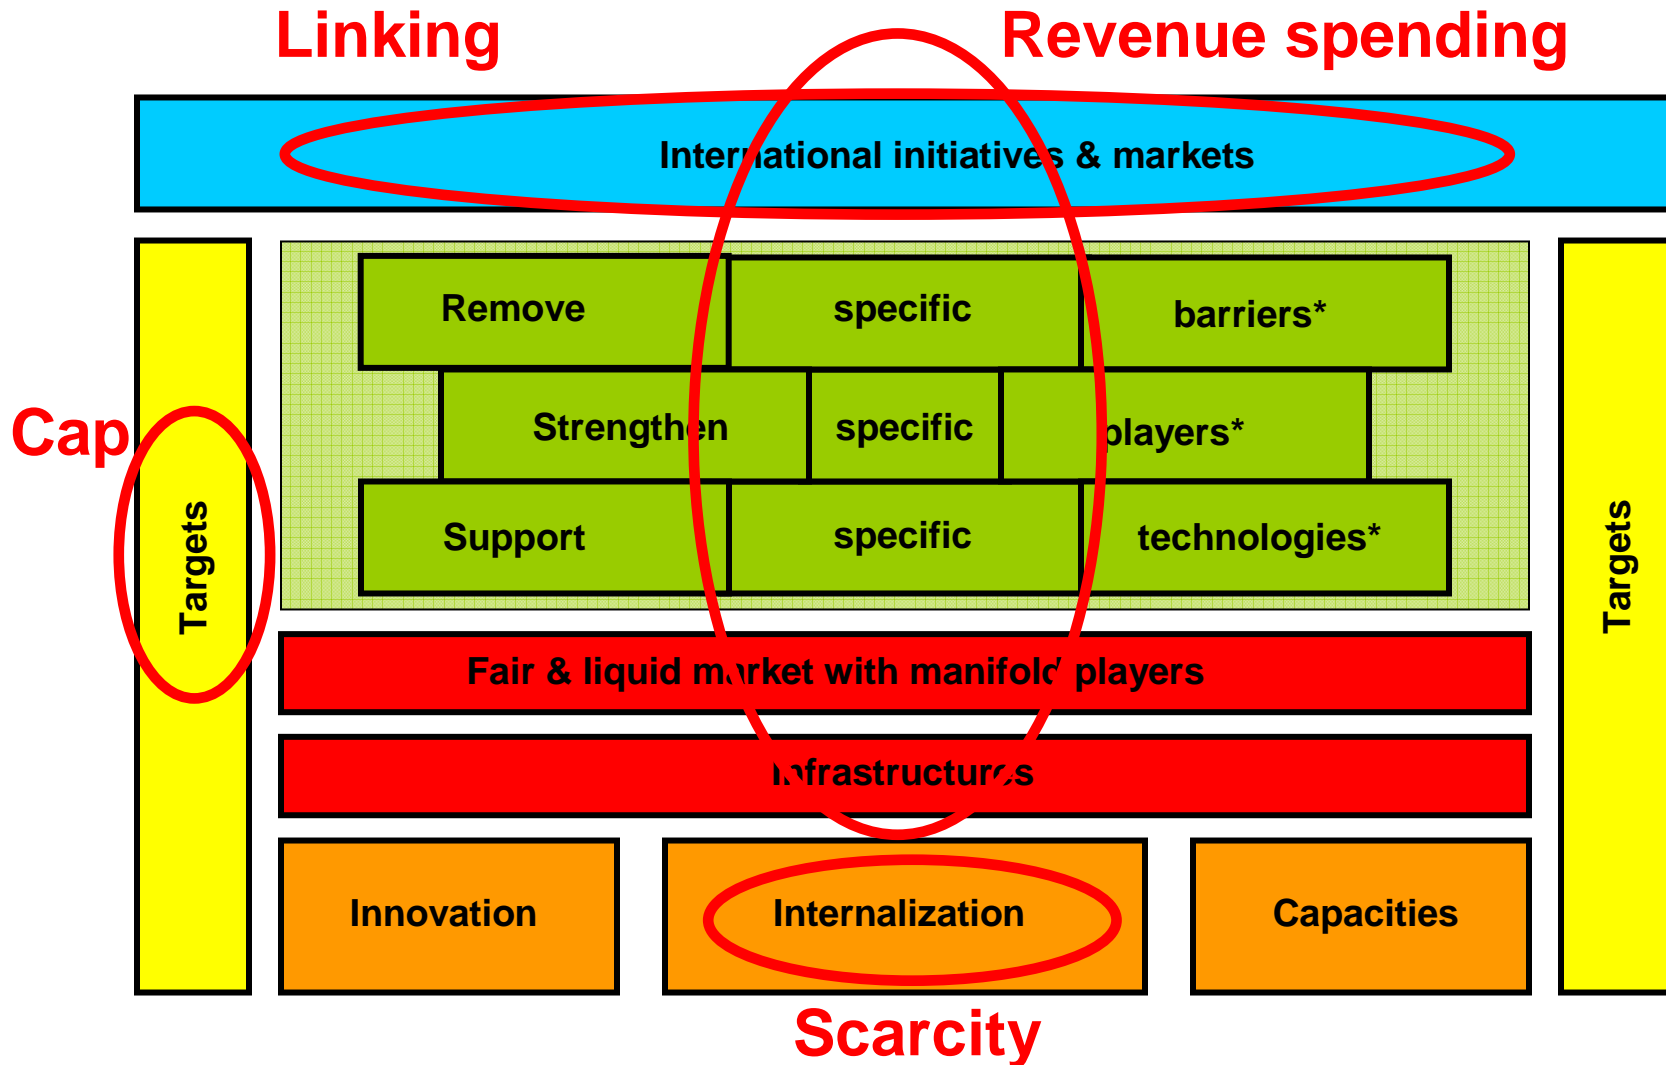 Linking
Revenue spending
International initiatives & markets
Remove specific barriers*
Cap
Strengthen specific players*
Targets
Support specific technologies*
Targets
Fair & liquid market with manifold players
Infrastructures
Innovation
Internalization
Capacities
Scarcity